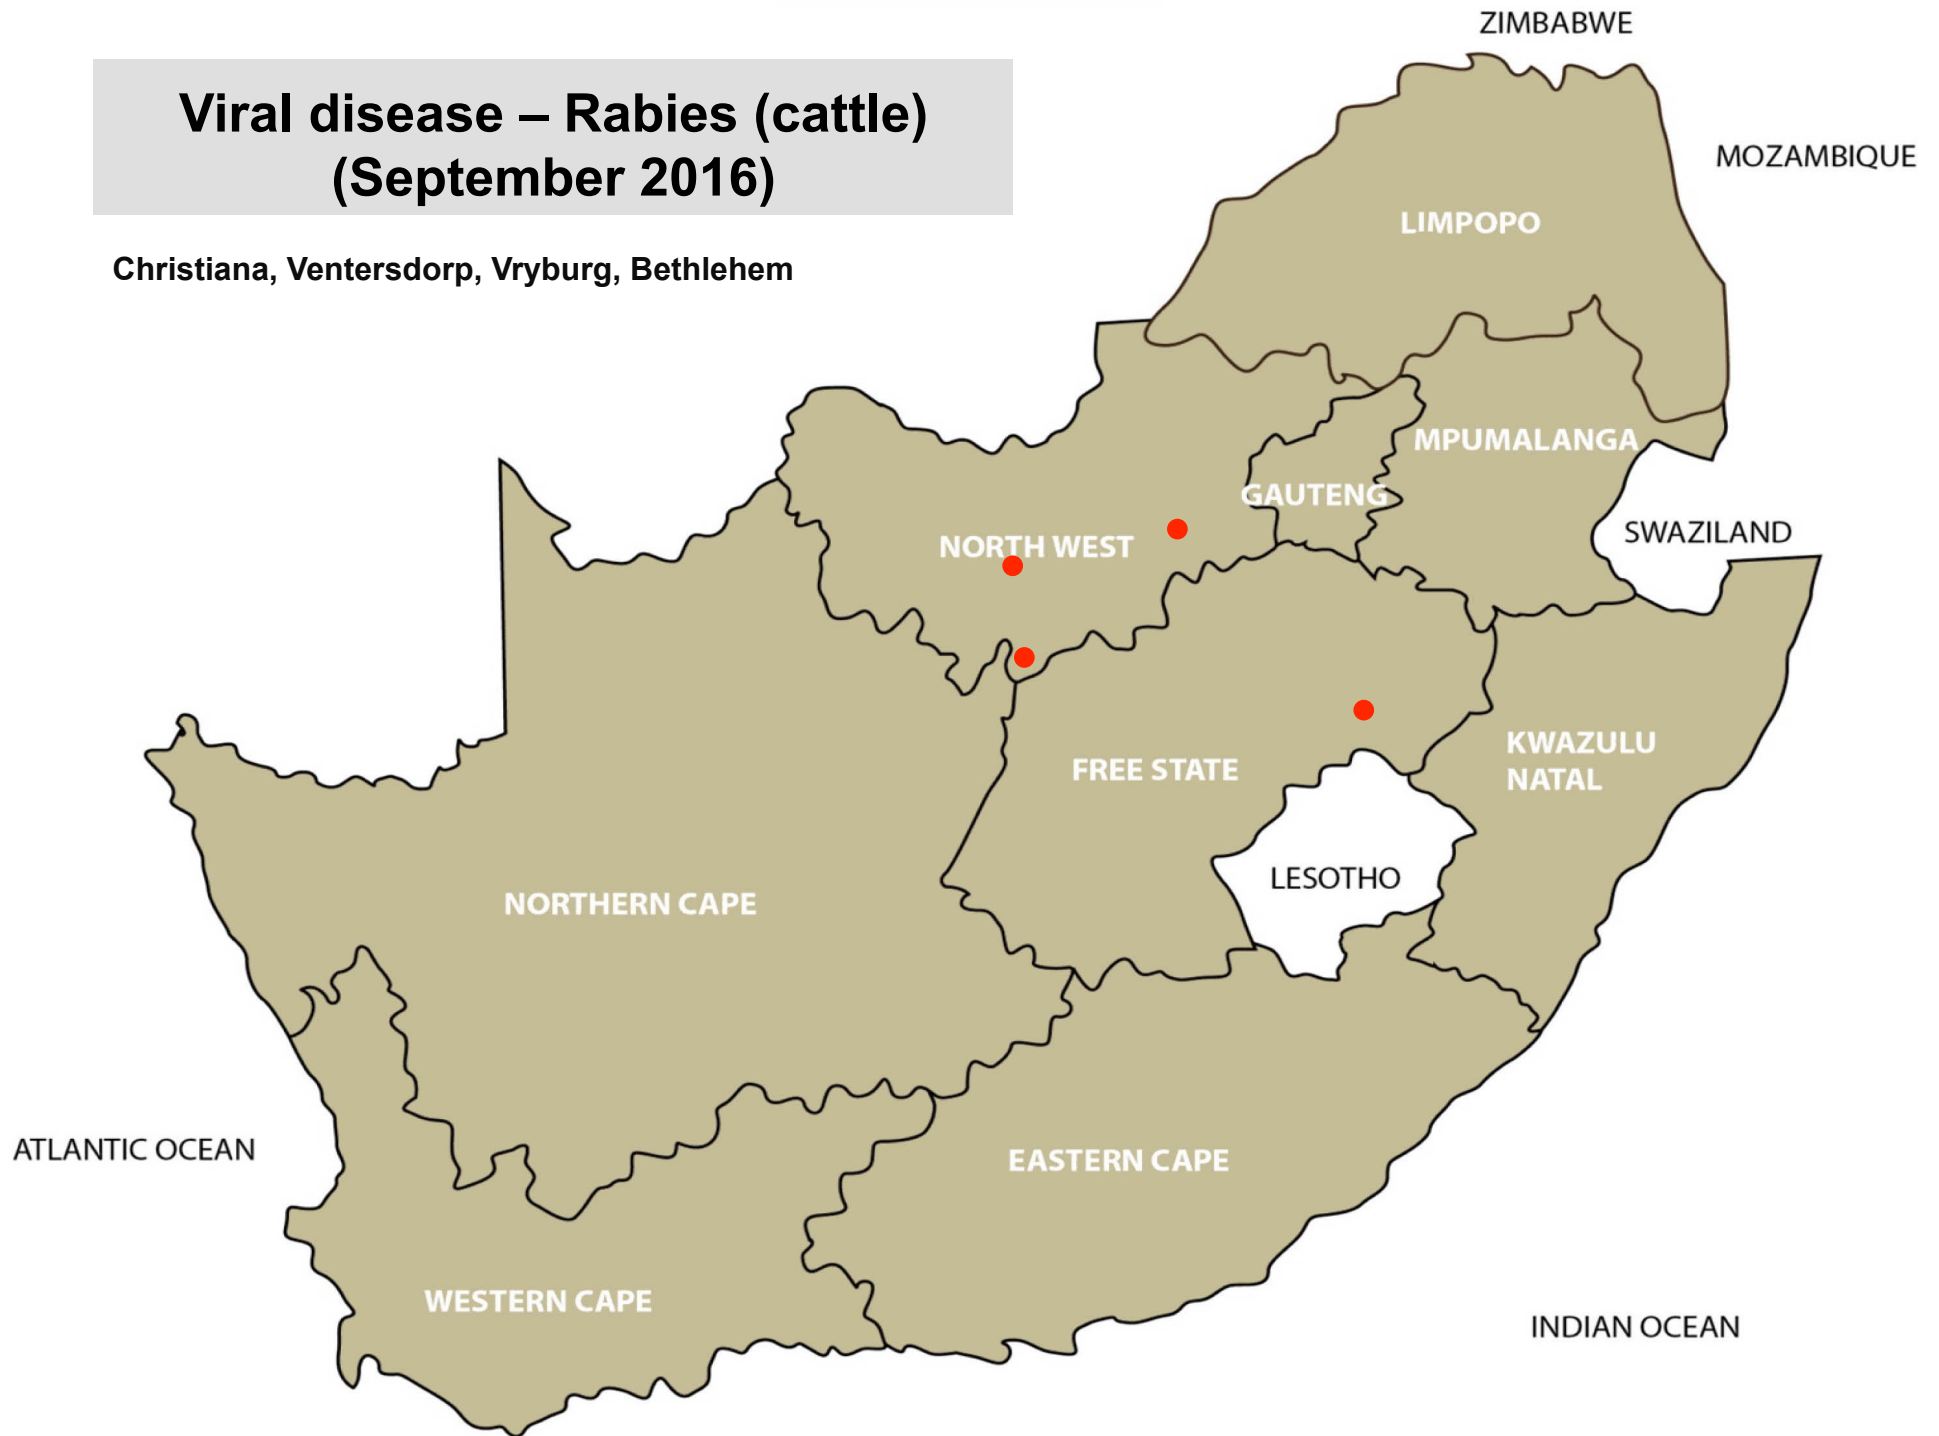 ZIMBABWE
Viral disease – Rabies (cattle)
(September 2016)
MOZAMBIQUE
LIMPOPO
Christiana, Ventersdorp, Vryburg, Bethlehem
MPUMALANGA
GAUTENG
SWAZILAND
NORTH WEST
KWAZULU
NATAL
FREE STATE
LESOTHO
NORTHERN CAPE
ATLANTIC OCEAN
EASTERN CAPE
WESTERN CAPE
INDIAN OCEAN